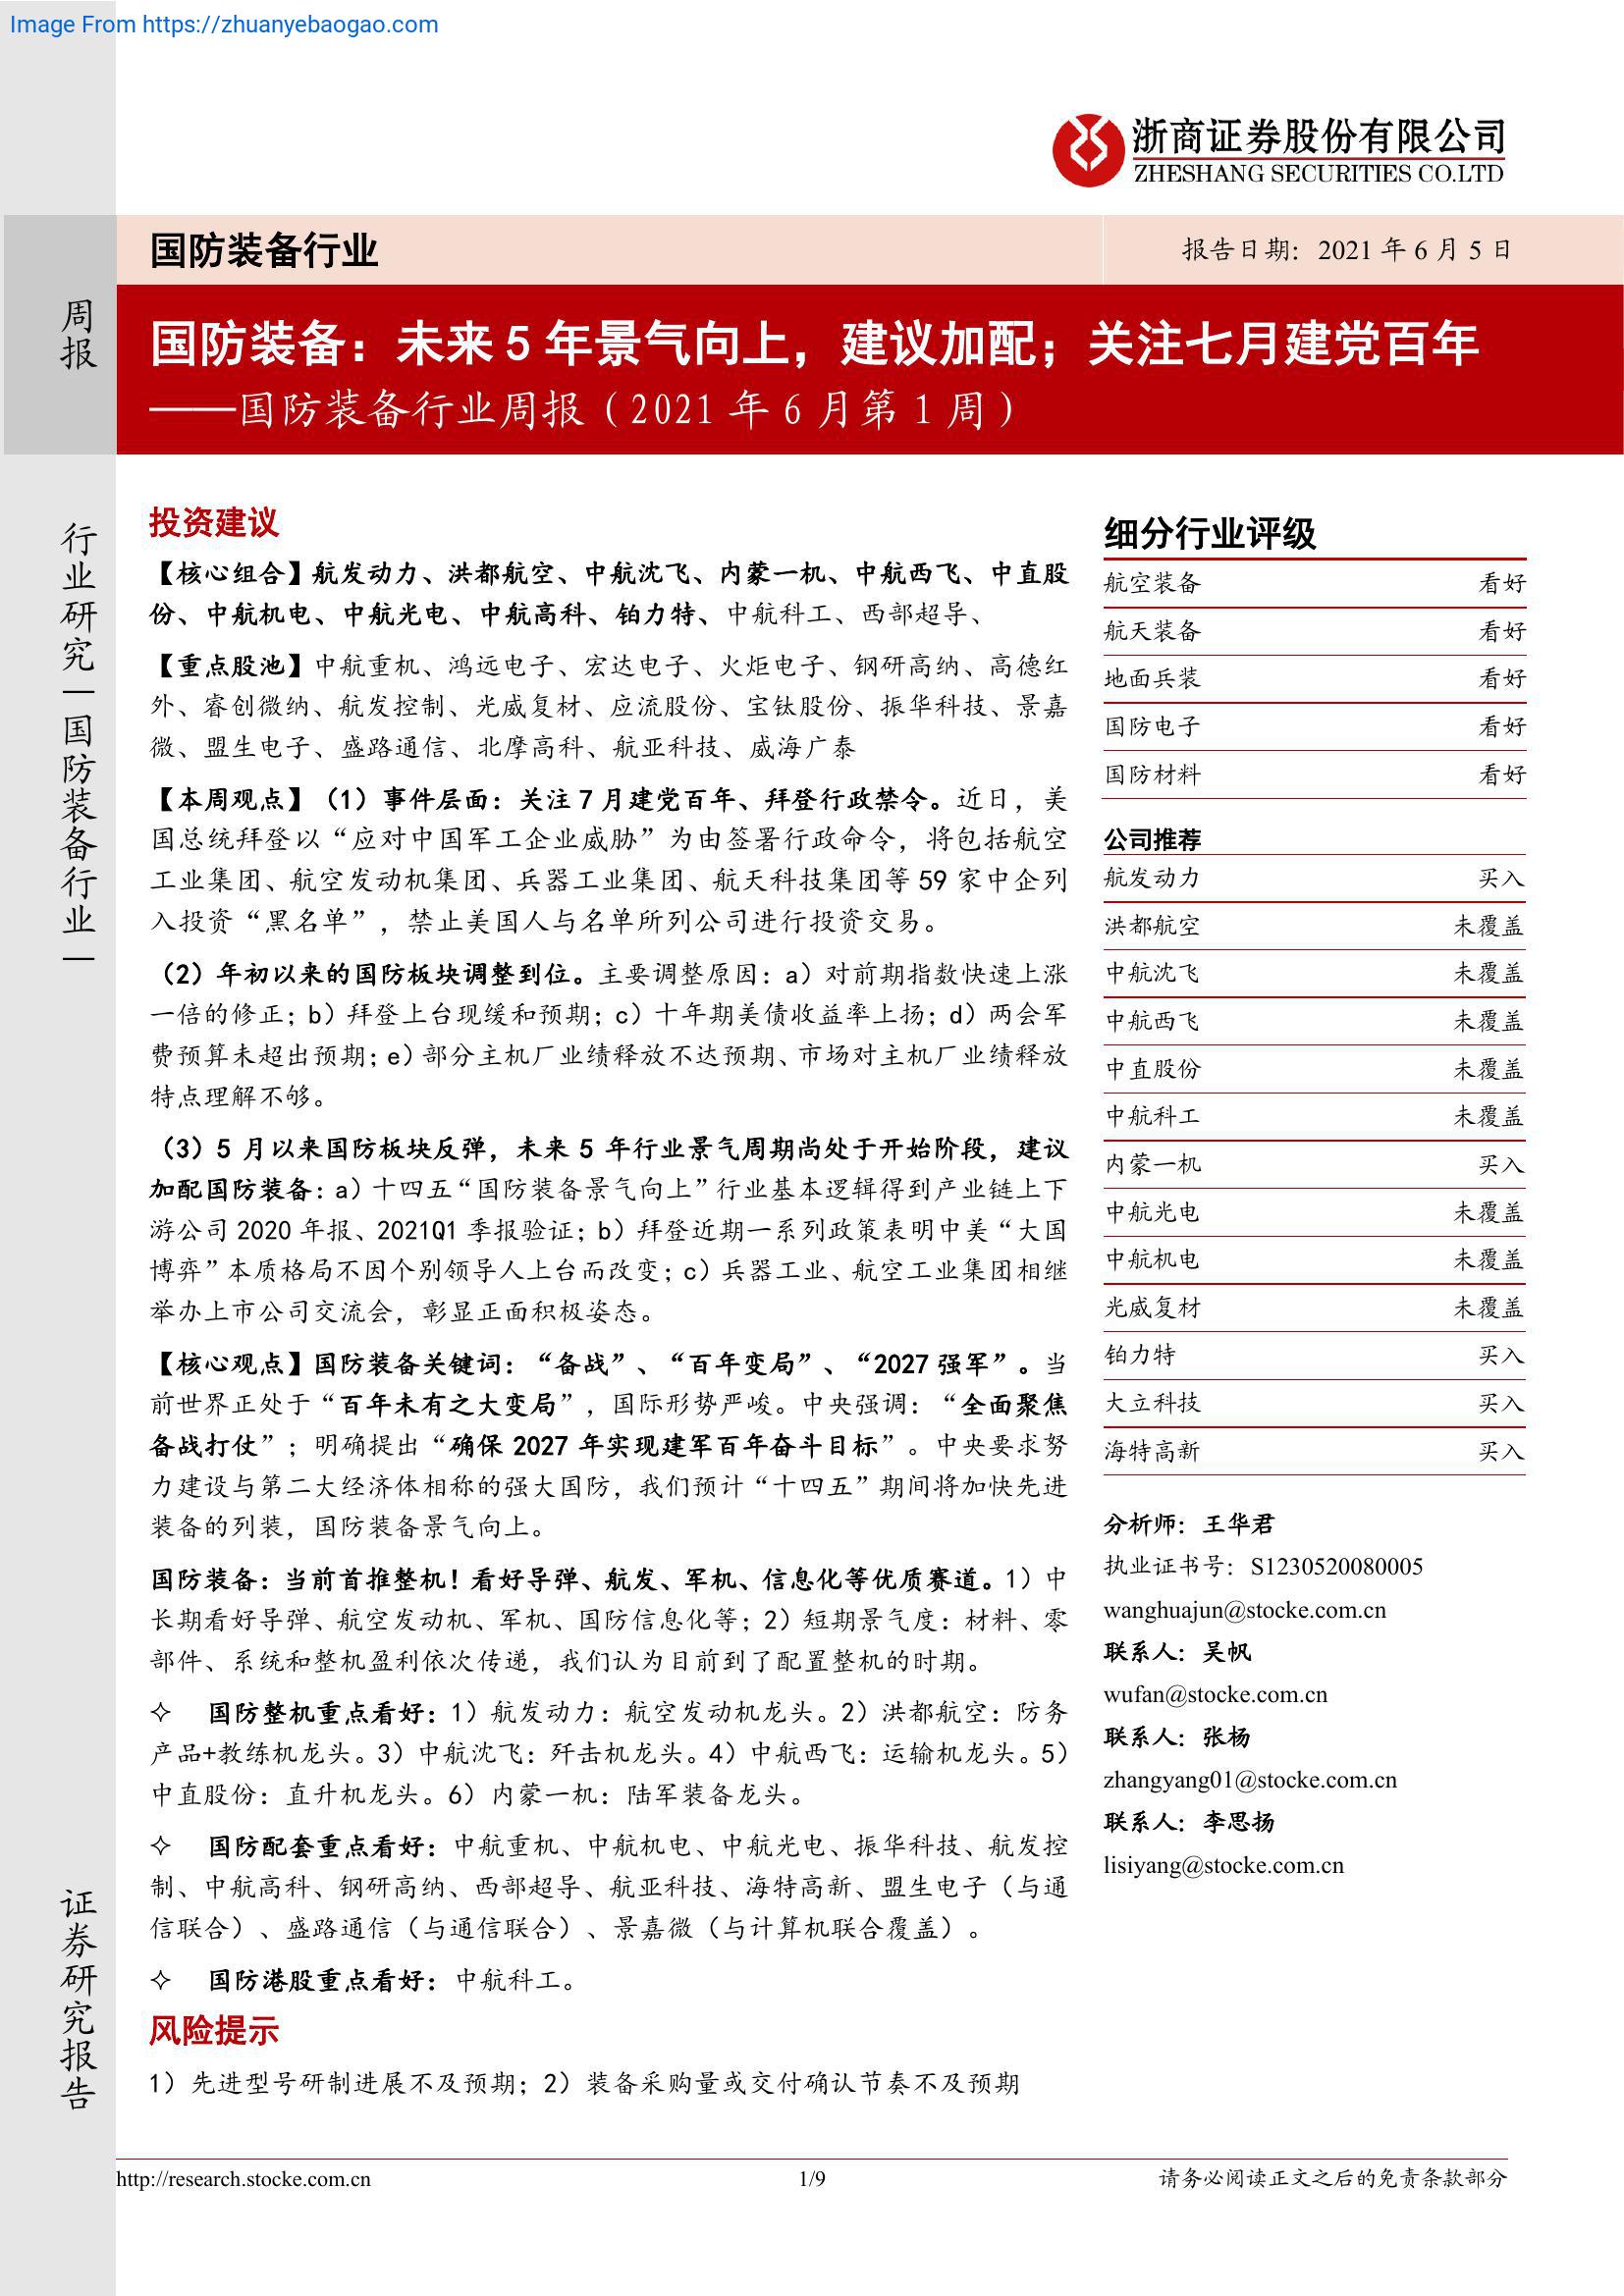 Image From https://zhuanyebaogao.com
浙商证券股份有限公司
ZHESHANG SECURITIES CO.LTD
国防装备行业
报告日期：2021 年 6 月 5 日
周报
国防装备：未来 5 年景气向上，建议加配；关注七月建党百年
——国防装备行业周报（2021 年 6 月第 1 周）
行业研究｜国防装备行业｜
证券研究报告
投资建议
【核心组合】航发动力、洪都航空、中航沈飞、内蒙一机、中航西飞、中直股
份、中航机电、中航光电、中航高科、铂力特、中航科工、西部超导、
【重点股池】中航重机、鸿远电子、宏达电子、火炬电子、钢研高纳、高德红
外、睿创微纳、航发控制、光威复材、应流股份、宝钛股份、振华科技、景嘉
微、盟生电子、盛路通信、北摩高科、航亚科技、威海广泰
【本周观点】（1）事件层面：关注 7 月建党百年、拜登行政禁令。近日，美
国总统拜登以“应对中国军工企业威胁”为由签署行政命令，将包括航空
工业集团、航空发动机集团、兵器工业集团、航天科技集团等 59 家中企列
入投资“黑名单”，禁止美国人与名单所列公司进行投资交易。
（2）年初以来的国防板块调整到位。主要调整原因：a）对前期指数快速上涨
一倍的修正；b）拜登上台现缓和预期；c）十年期美债收益率上扬；d）两会军
费预算未超出预期；e）部分主机厂业绩释放不达预期、市场对主机厂业绩释放
特点理解不够。
（3）5 月以来国防板块反弹，未来 5 年行业景气周期尚处于开始阶段，建议
加配国防装备：a）十四五“国防装备景气向上”行业基本逻辑得到产业链上下
游公司 2020 年报、2021Q1 季报验证；b）拜登近期一系列政策表明中美“大国
博弈”本质格局不因个别领导人上台而改变；c）兵器工业、航空工业集团相继
举办上市公司交流会，彰显正面积极姿态。
【核心观点】国防装备关键词：“备战”、“百年变局”、“2027 强军”。当
前世界正处于“百年未有之大变局”，国际形势严峻。中央强调：“全面聚焦
备战打仗”；明确提出“确保 2027 年实现建军百年奋斗目标”。中央要求努
力建设与第二大经济体相称的强大国防，我们预计“十四五”期间将加快先进
装备的列装，国防装备景气向上。
国防装备：当前首推整机！看好导弹、航发、军机、信息化等优质赛道。1）中
长期看好导弹、航空发动机、军机、国防信息化等；2）短期景气度：材料、零
部件、系统和整机盈利依次传递，我们认为目前到了配置整机的时期。
✧ 国防整机重点看好：1）航发动力：航空发动机龙头。2）洪都航空：防务
产品+教练机龙头。3）中航沈飞：歼击机龙头。4）中航西飞：运输机龙头。5）
中直股份：直升机龙头。6）内蒙一机：陆军装备龙头。
✧ 国防配套重点看好：中航重机、中航机电、中航光电、振华科技、航发控
制、中航高科、钢研高纳、西部超导、航亚科技、海特高新、盟生电子（与通
信联合）、盛路通信（与通信联合）、景嘉微（与计算机联合覆盖）。
✧ 国防港股重点看好：中航科工。
风险提示
1）先进型号研制进展不及预期；2）装备采购量或交付确认节奏不及预期
细分行业评级
航空装备 看好
航天装备 看好
地面兵装 看好
国防电子 看好
国防材料 看好
公司推荐
航发动力 买入
洪都航空 未覆盖
中航沈飞 未覆盖
中航西飞 未覆盖
中直股份 未覆盖
中航科工 未覆盖
内蒙一机 买入
中航光电 未覆盖
中航机电 未覆盖
光威复材 未覆盖
铂力特 买入
大立科技 买入
海特高新 买入
分析师：王华君
执业证书号：S1230520080005
wanghuajun@stocke.com.cn
联系人：吴帆
wufan@stocke.com.cn
联系人：张杨
zhangyang01@stocke.com.cn
联系人：李思扬
lisiyang@stocke.com.cn
http://research.stocke.com.cn
1/9
请务必阅读正文之后的免责条款部分